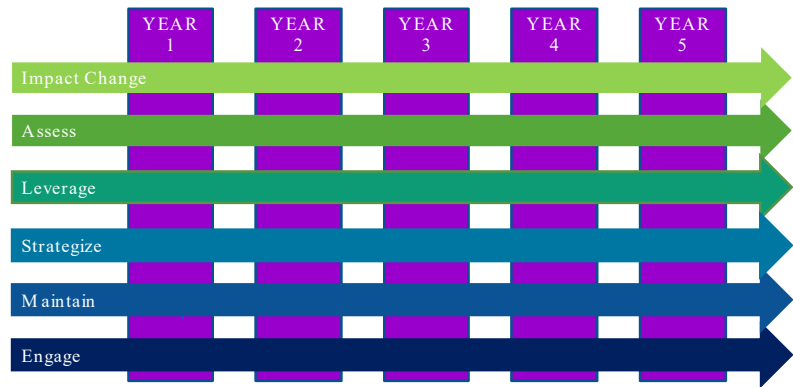 YEAR
1
YEAR
2
YEAR
3
YEAR
4
YEAR
5
Impact Change
Assess
Leverage
Strategize
Maintain
Engage